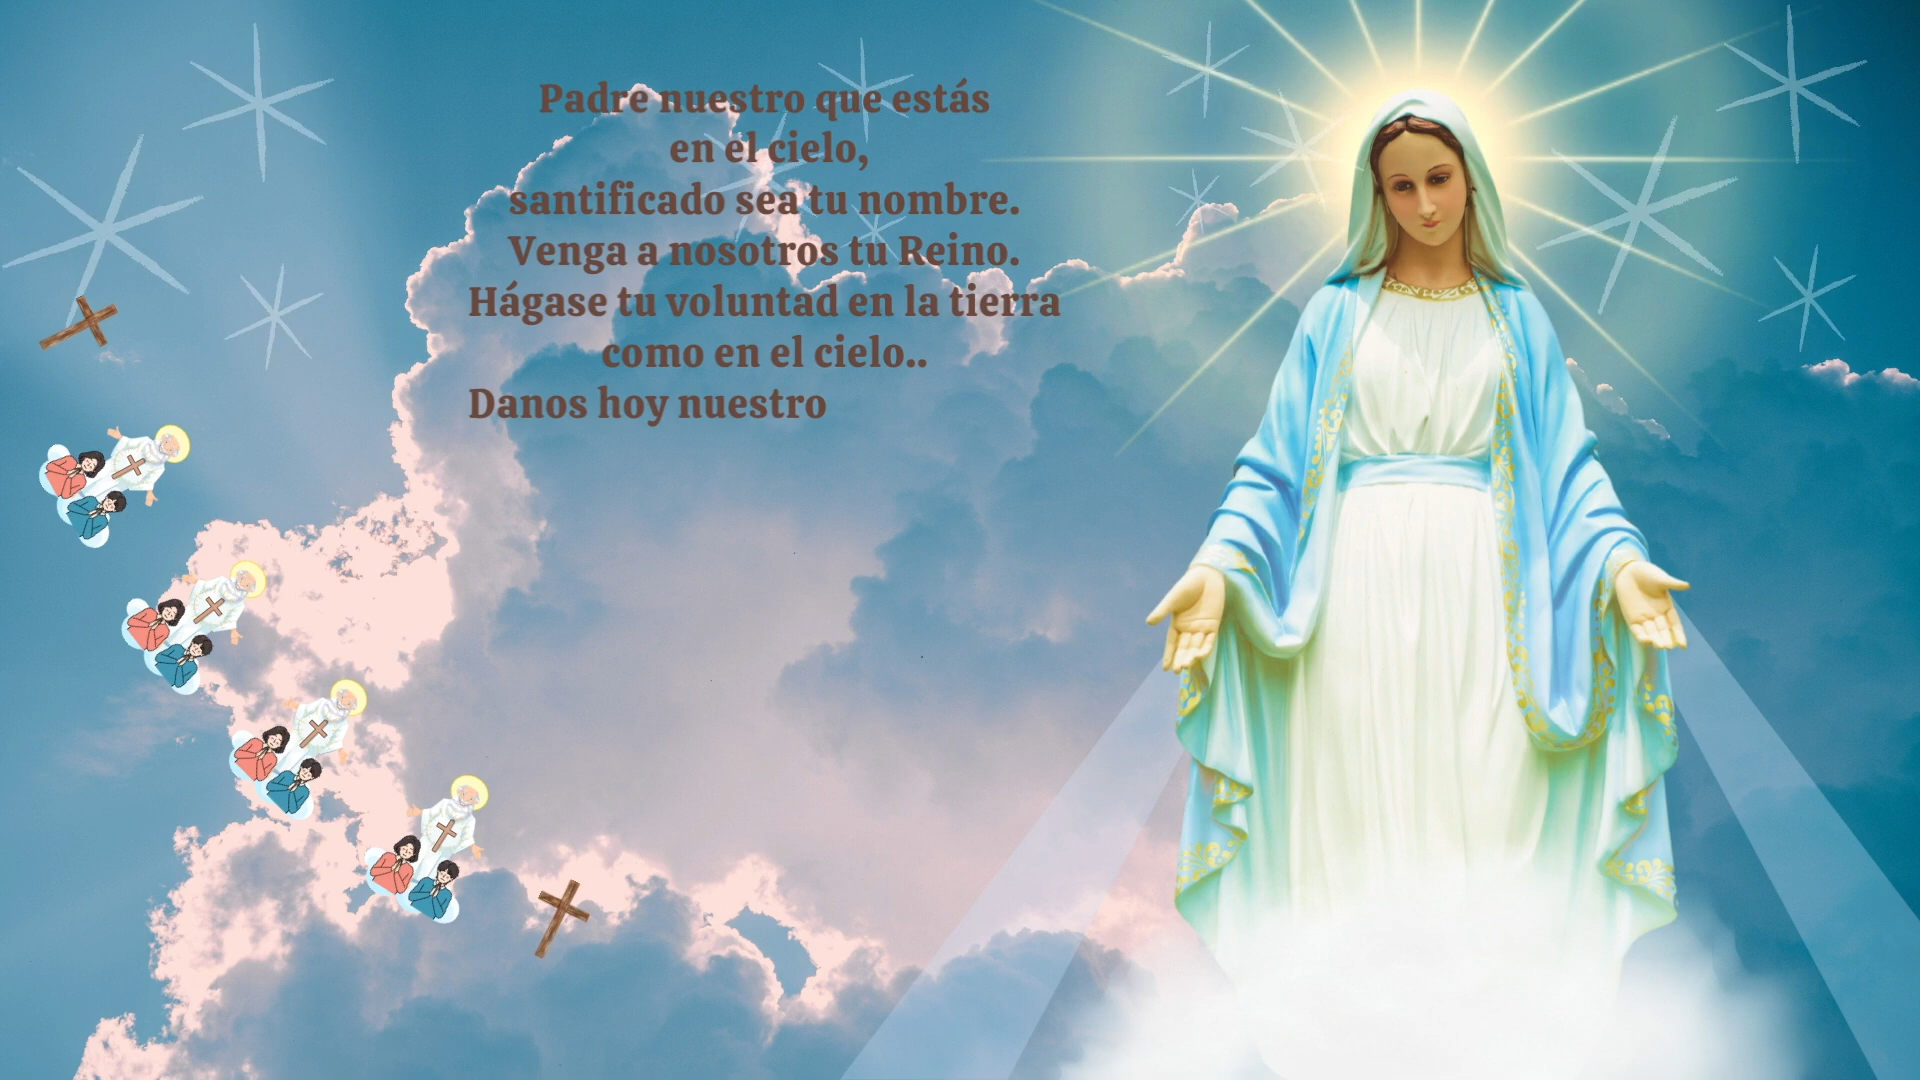 Padre nuestro que estás
en el cielo,
santificado sea tu nombre.
Venga a nosotros tu Reino.
Hágase tu voluntad en la tierra
como en el cielo..
Danos hoy nuestro